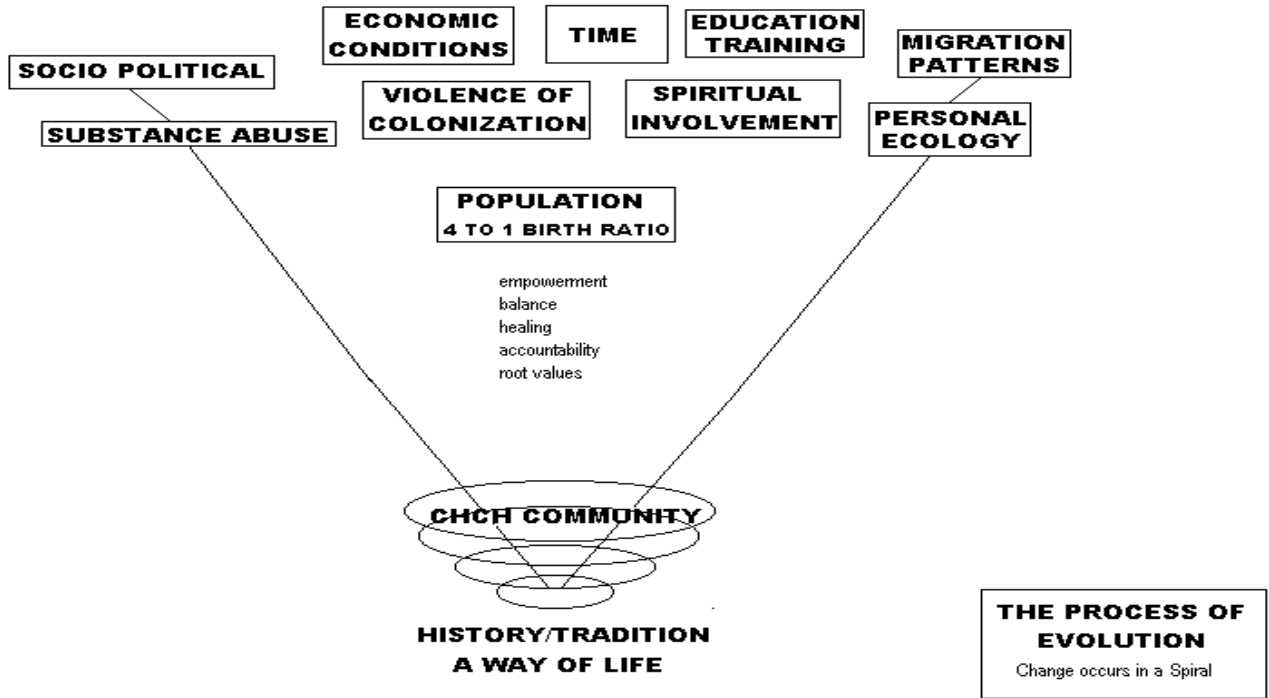 ECONOMIC
CONDITIONS
TIME
EDUCATION
TRAINING
MIGRATION
PATTERNS
SOCIO POLITICAL
VIOLENCE OF
COLONIZATION
SPIRITUAL
INVOLVEMENT
PERSONAL
ECOLOGY
SUBSTANCE ABUSE
POPULATION
4 TO 1 BIRTH RATIO
empowerment
balance
healing
accountability
root values
CHCH COMMUNITY
HISTORY/TRADITION
A WAY OF LIFE
THE PROCESS OF
EVOLUTION
Change occurs in a Spiral